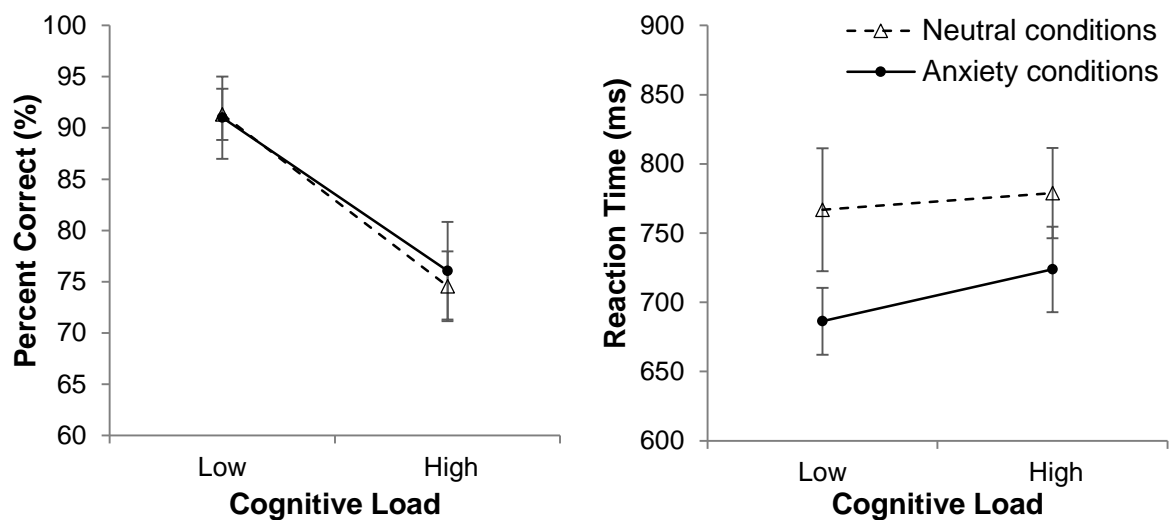 Percent Correct (%)
100
95
90
85
80
75
70
65
60
Low High
Cognitive Load
Reaction Time (ms)
900
850
800
750
700
650
600
Neutral conditions
Anxiety conditions
Low High
Cognitive Load